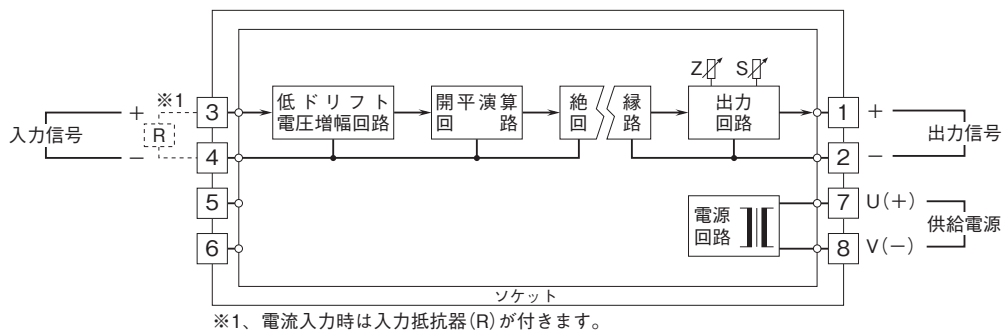 Z S
※1
3
低ドリフト
電圧増幅回路
開平演算
回路
絶縁
回路
出力
回路
1 +
入力信号
+
R
−
出力信号
4
2 −
5
電源
回路
7 U(+)
供給電源
6
8 V(−)
ソケット
※1、電流入力時は入力抵抗器(R)が付きます。